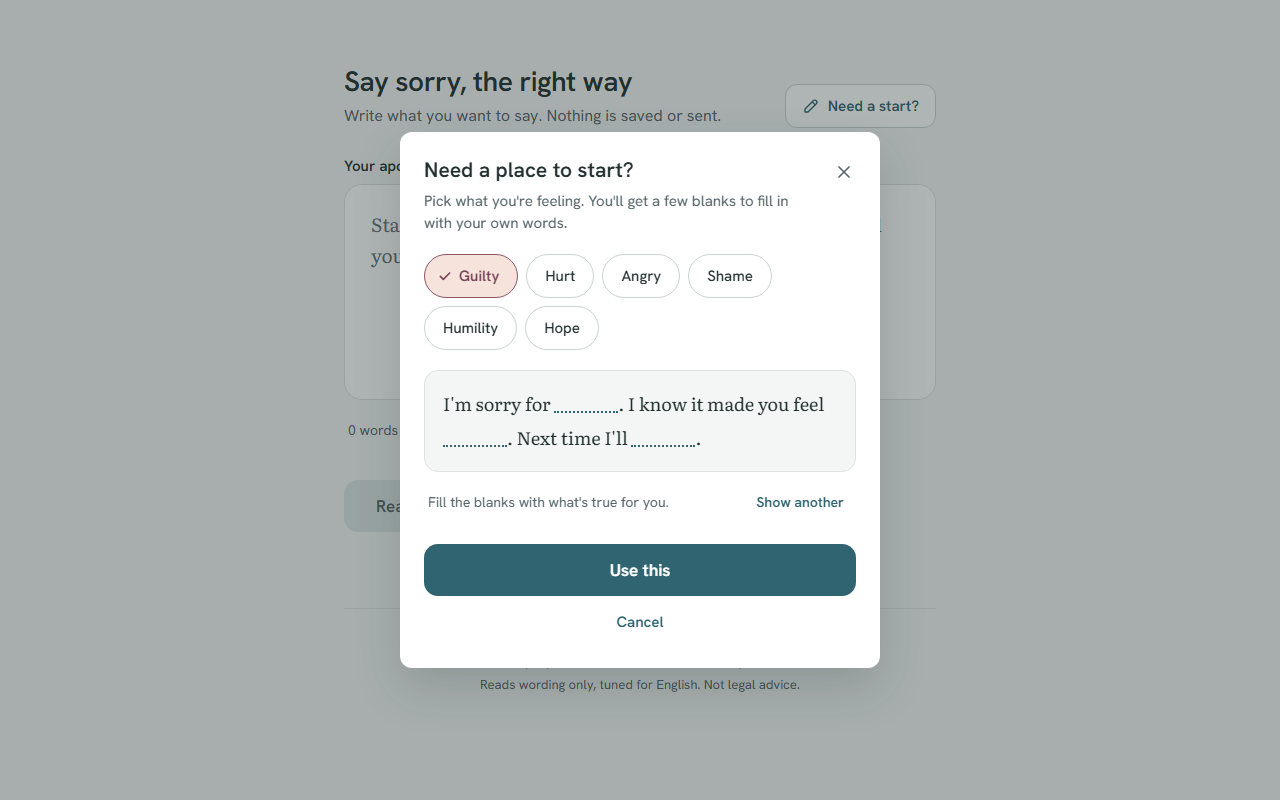 Say sorry, the right way
Write what you want to say. Nothing is saved or sent.
Need a start?
Your
Need a place to start?
Pick what you're feeling. You'll get a few blanks to fill in
with your own words.
Guilty
Hurt
Angry
Shame
Humility
Hope
I'm sorry for ........... I know it made you feel
........... Next time I'll ...........
Fill the blanks with what's true for you.
Show another
0 words
Use this
Cancel
Reads wording only, tuned for English. Not legal advice.